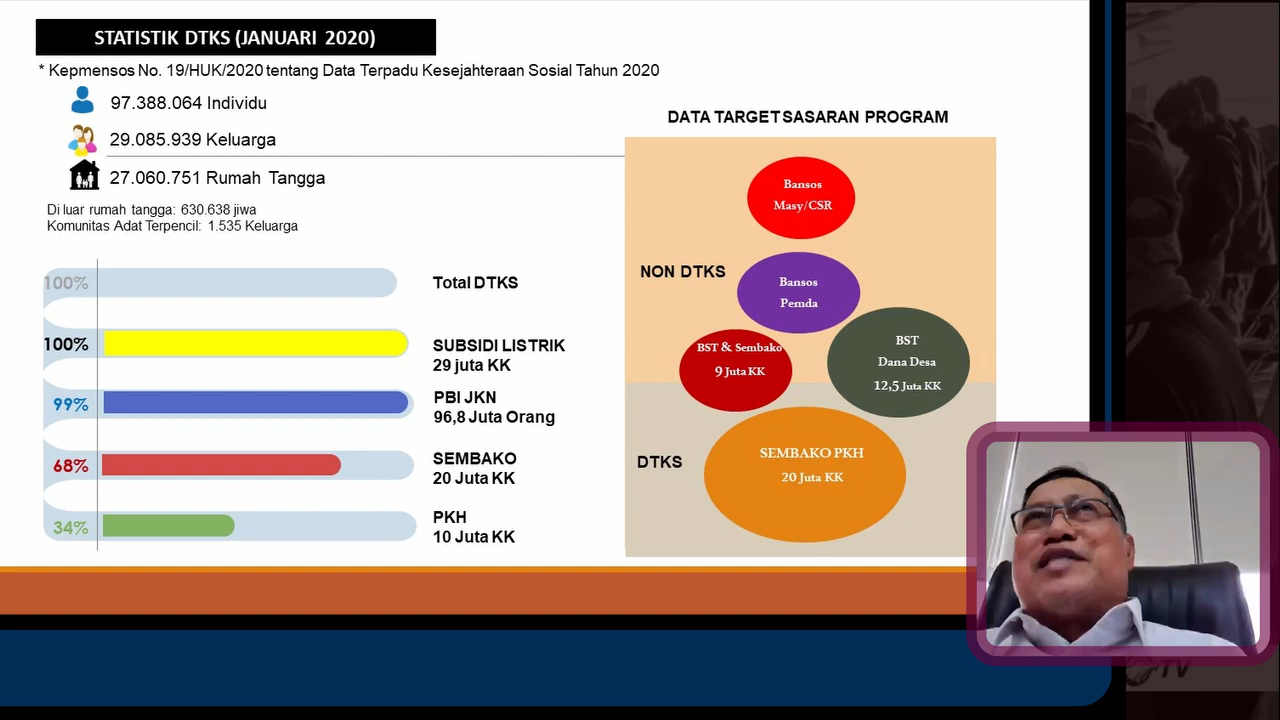 STATISTIK DTKS (JANUARI 2020)
* Kepmensos No. 19/HUK/2020 tentang Data Terpadu Kesejahteraan Sosial Tahun 2020
97.388.064 Individu
29.085.939 Keluarga
27.060.751 Rumah Tangga
Di luar rumah tangga: 630.638 jiwa
Komunitas Adat Terpencil: 1.535 Keluarga
100%
Total DTKS
100%
SUBSIDI LISTRIK
29 juta KK
99%
PBI JKN
96,8 Juta Orang
68%
SEMBAKO
20 Juta KK
34%
PKH
10 Juta KK
DATA TARGET SASARAN PROGRAM
Bansos
Masy/CSR
NON DTKS
Bansos
Pemda
BST & Sembako
9 Juta KK
BST
Dana Desa
12,5 Juta KK
DTKS
SEMBAKO PKH
20 Juta KK
TV